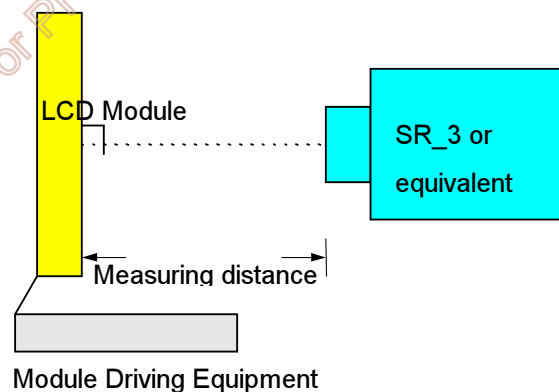 LCD Module
SR_3 or
equivalent
Measuring distance
Module Driving Equipment